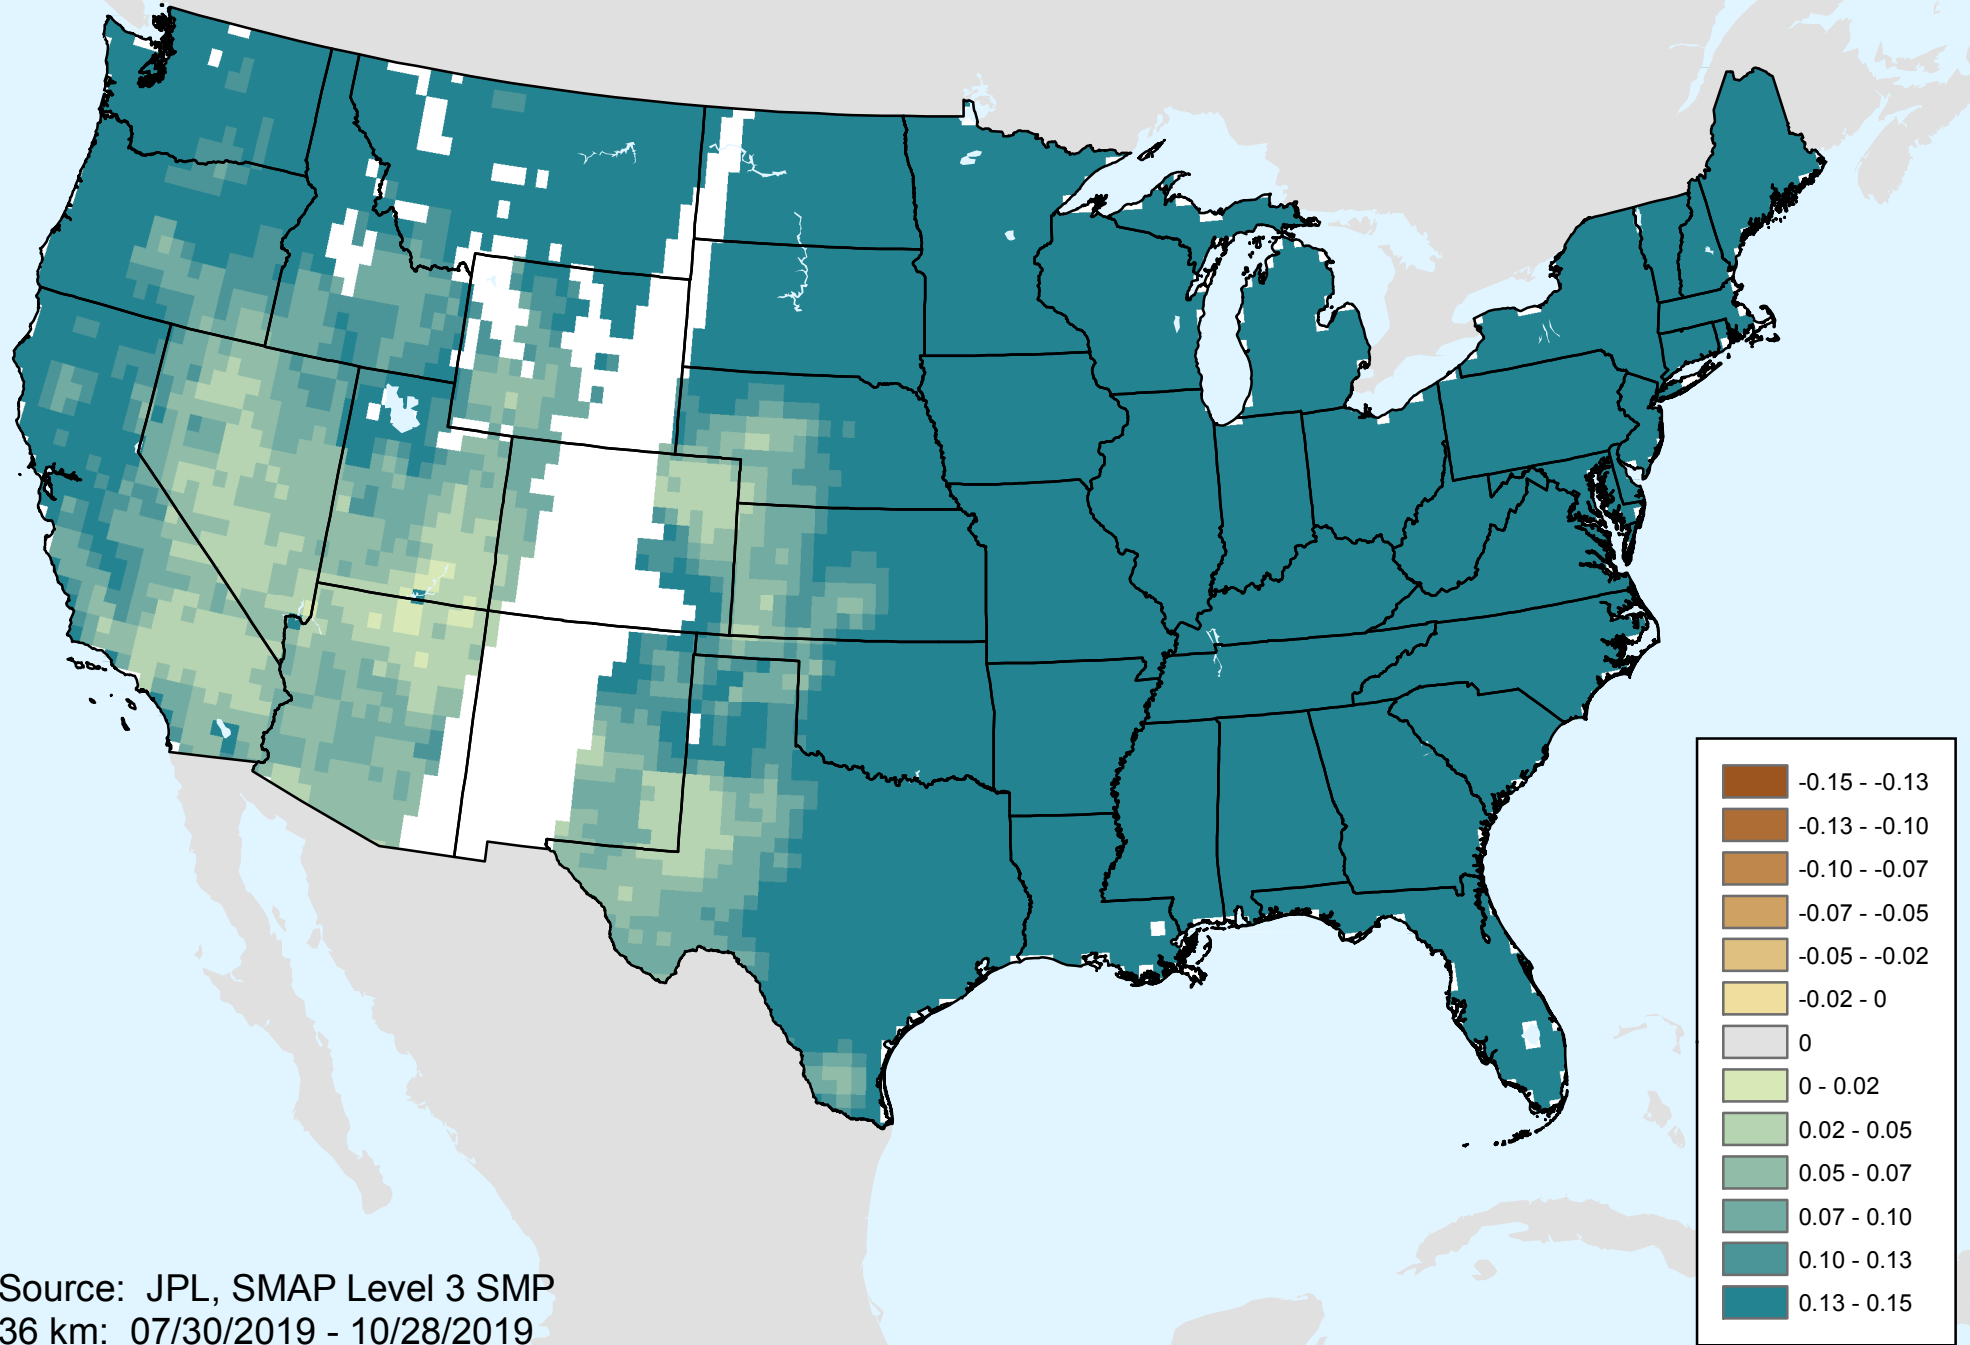 -0.15 - -0.13
-0.13 - -0.10
-0.10 - -0.07
-0.07 - -0.05
-0.05 - -0.02
-0.02 - 0
0
0 - 0.02
0.02 - 0.05
0.05 - 0.07
0.07 - 0.10
0.10 - 0.13
0.13 - 0.15
Source: JPL, SMAP Level 3 SMP
36 km: 07/30/2019 - 10/28/2019